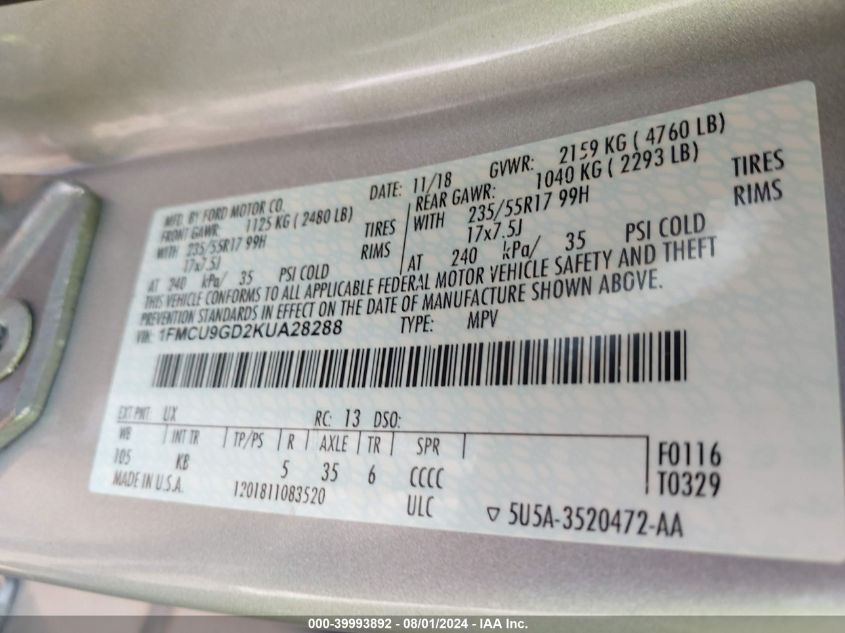 MFD. BY FORD MOTOR CO. DATE: 11/18 GVWR: 2159 KG ( 4760 LB)
FRONT GAWR: 1125 KG ( 2480 LB) REAR GAWR: 1040 KG ( 2293 LB)
WITH 235/55R17 99H TIRES WITH 235/55R17 99H TIRES
17x7.5J RIMS 17x7.5J RIMS
AT 240 kPa/ 35 PSI COLD AT 240 kPa/ 35 PSI COLD
THIS VEHICLE CONFORMS TO ALL APPLICABLE FEDERAL MOTOR VEHICLE SAFETY AND THEFT
PREVENTION STANDARDS IN EFFECT ON THE DATE OF MANUFACTURE SHOWN ABOVE.
VIN: 1FMCU9GD2KUA28288 TYPE: MPV
EXT PNT: UX RC: 13 DSO:
WB INT TR TP/PS R AXLE TR SPR F0116
105 KB 5 35 6 CCCC T0329
MADE IN U.S.A. 1201811083520 ULC ▽ 5U5A-3520472-AA
000-39993892 - 08/01/2024 - IAA Inc.